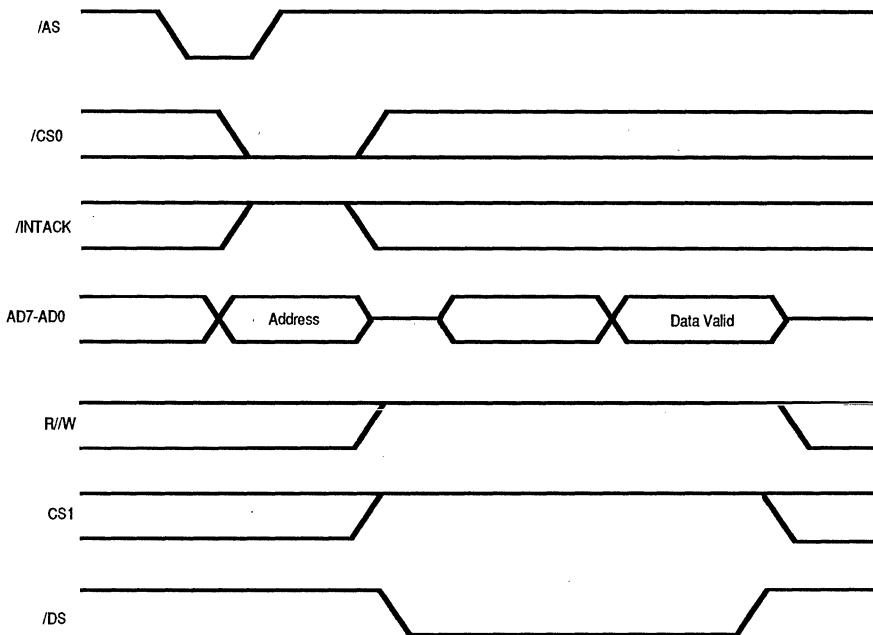 /AS
/CS0
/INTACK
AD7-AD0 Address Data Valid
R//W
CS1
/DS